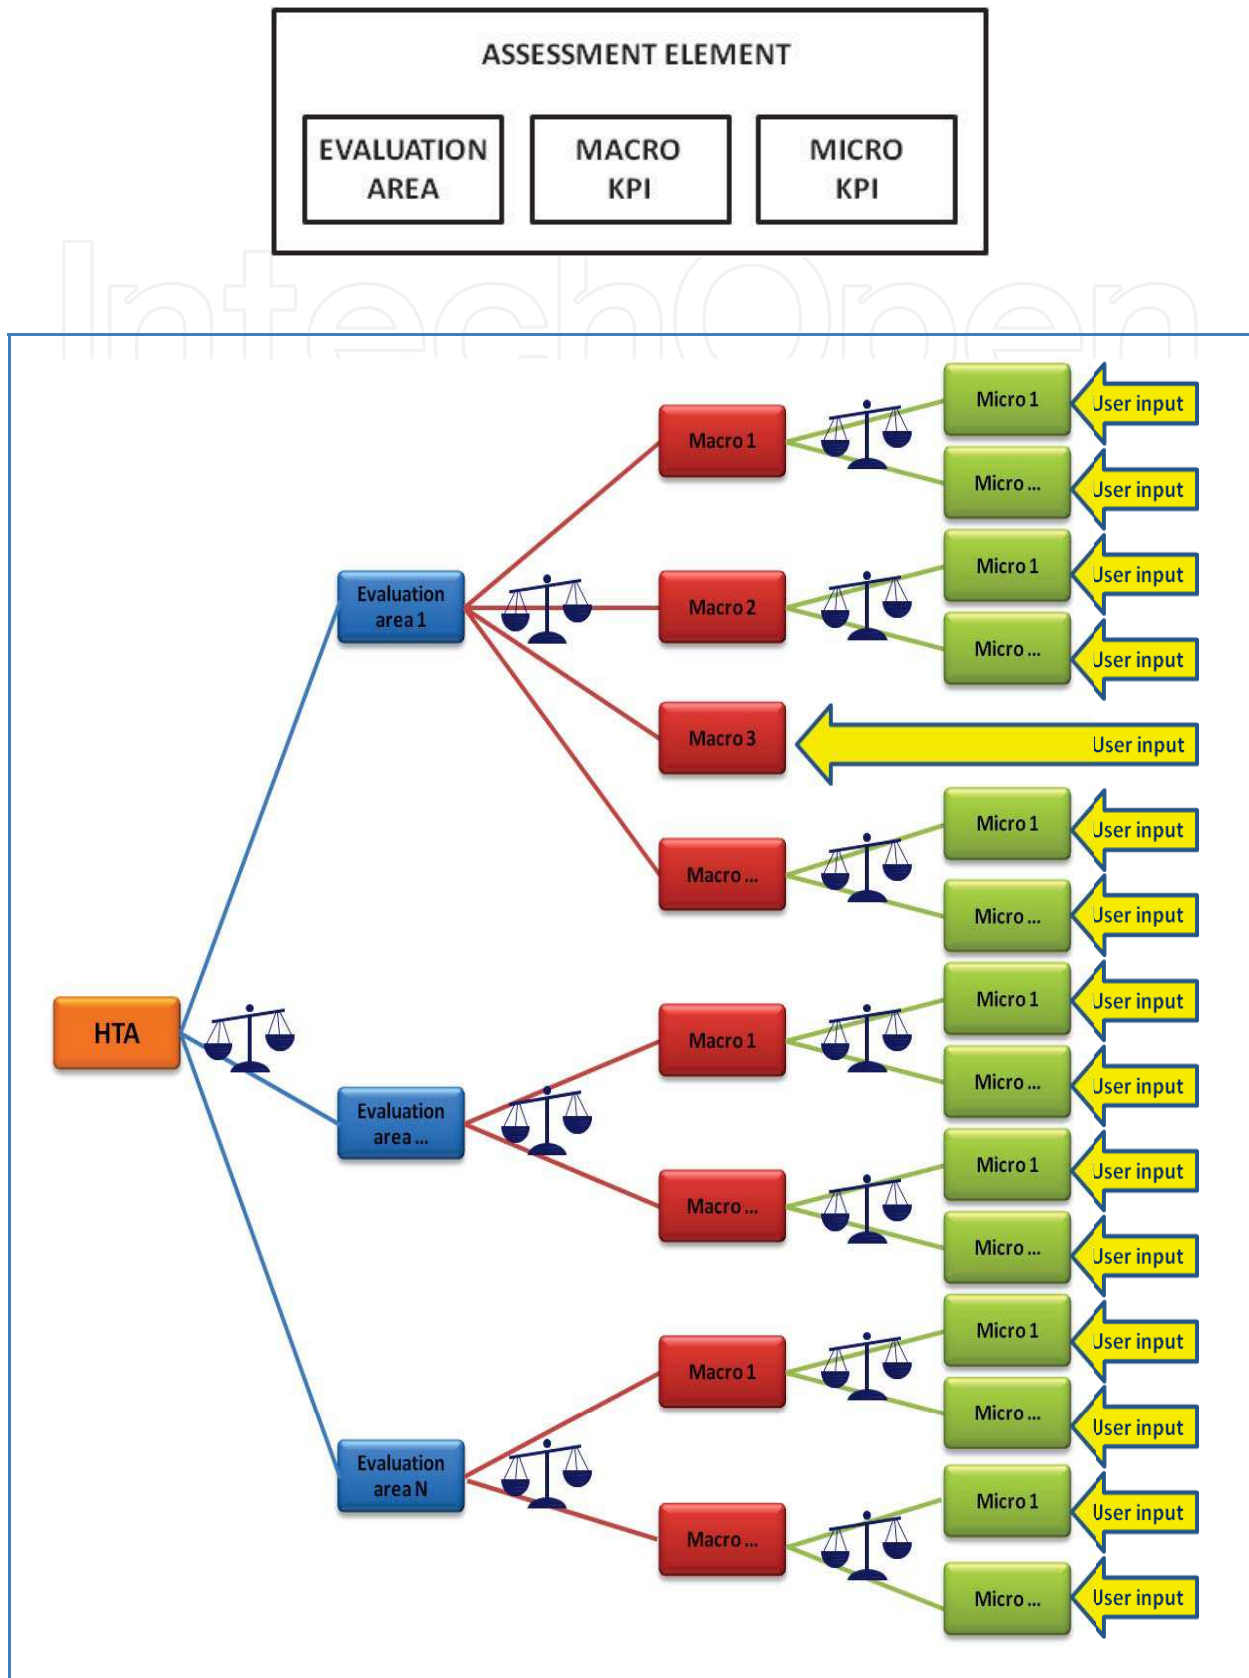 ASSESSMENT ELEMENT
EVALUATION
AREA
MACRO
KPI
MICRO
KPI
IntechOpen
Micro 1
User input
Macro 1
Micro ...
User input
Micro 1
User input
Evaluation
area 1
Macro 2
Micro ...
User input
Macro 3
User input
Micro 1
User input
Macro ...
Micro ...
User input
Micro 1
User input
HTA
Macro 1
Micro ...
User input
Evaluation
area ...
Micro 1
User input
Macro ...
Micro ...
User input
Micro 1
User input
Macro 1
Micro ...
User input
Evaluation
area N
Micro 1
User input
Macro ...
Micro ...
User input